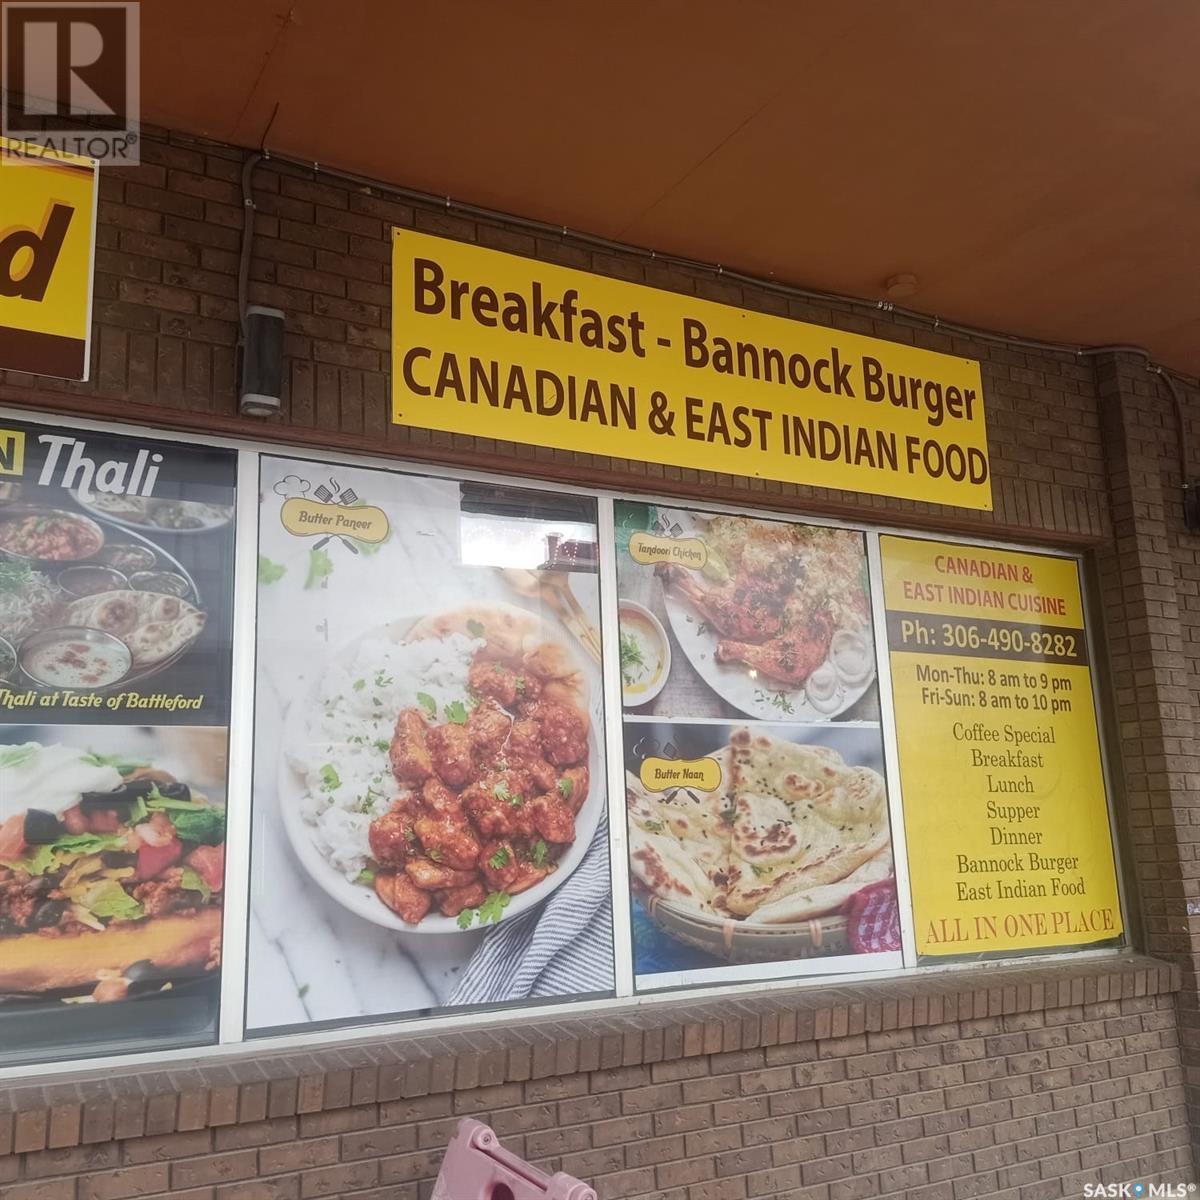 REALTOR®
d
Breakfast - Bannock Burger
CANADIAN & EAST INDIAN FOOD
N Thali
Thali at Taste of Battleford
Butter Paneer
Tandoori Chicken
Butter Naan
CANADIAN &
EAST INDIAN CUISINE
Ph: 306-490-8282
Mon-Thu: 8 am to 9 pm
Fri-Sun: 8 am to 10 pm
Coffee Special
Breakfast
Lunch
Supper
Dinner
Bannock Burger
East Indian Food
ALL IN ONE PLACE
SASKMLS®